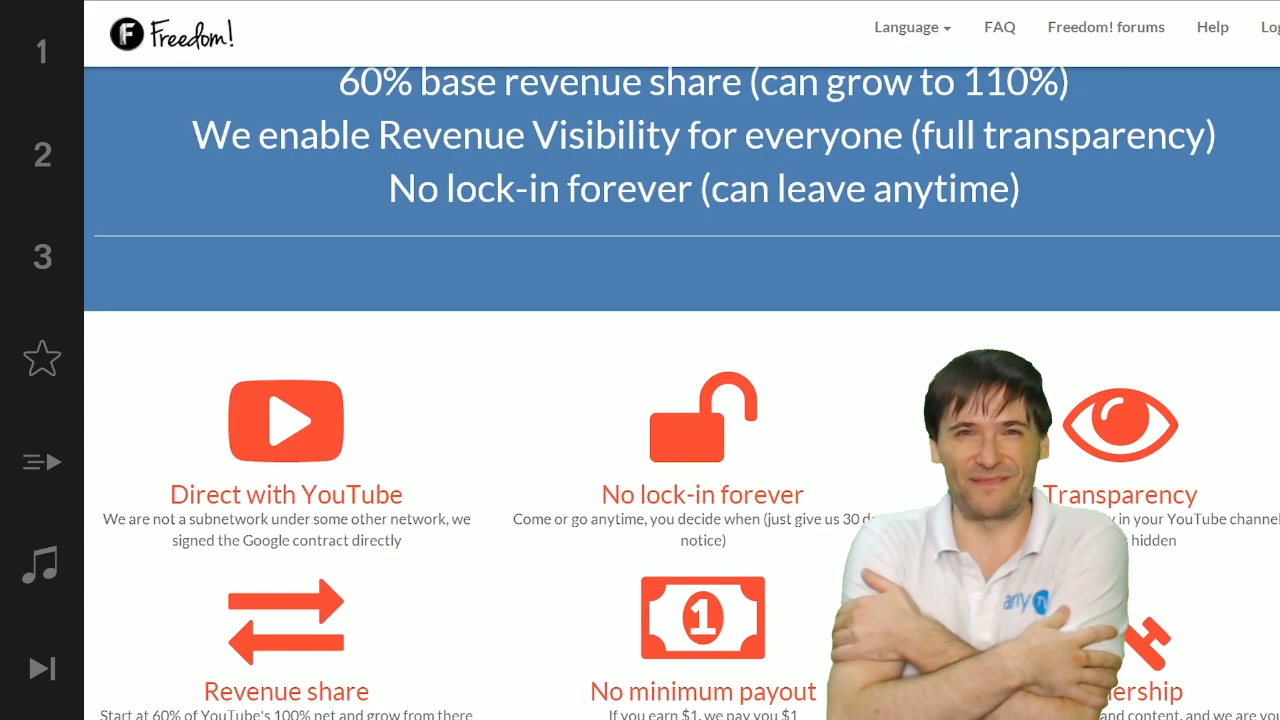 1
2
3
F Freedom!
Language FAQ Freedom! forums Help
60% base revenue share (can grow to 110%)
We enable Revenue Visibility for everyone (full transparency)
No lock-in forever (can leave anytime)
Direct with YouTube
We are not a subnetwork under some other network, we
signed the Google contract directly
No lock-in forever
Come or go anytime, you decide when (just give us 30
notice)
Transparency
in your YouTube channel
hidden
any n
Revenue share
Start at 60% of YouTube's 100% net and grow from there
1
No minimum payout
If you earn $1, we pay you $1
and content, and we are